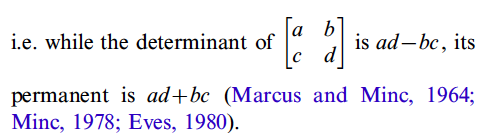 i.e. while the determinant of [a b
c d] is ad−bc, its
permanent is ad+bc (Marcus and Minc, 1964;
Minc, 1978; Eves, 1980).